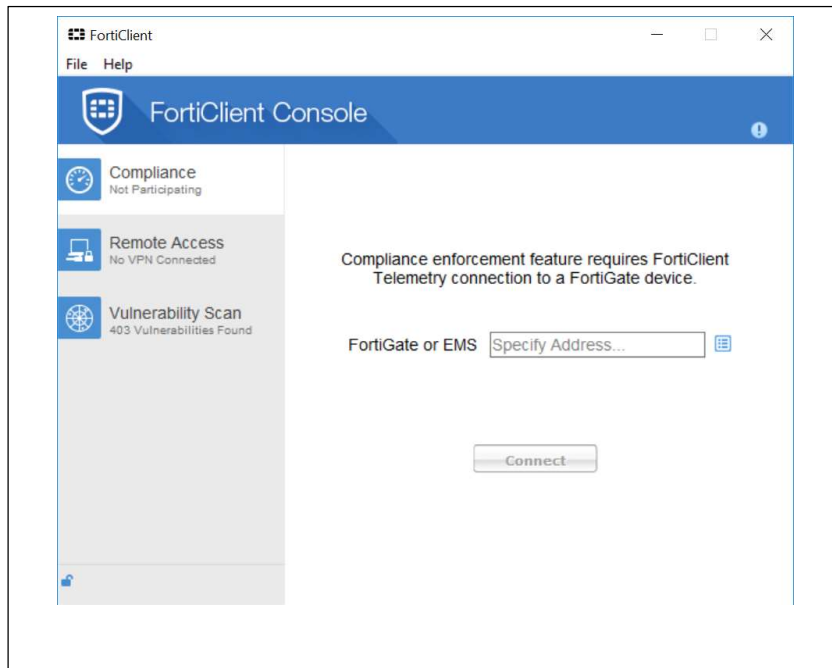 FortiClient
File Help
FortiClient Console
Compliance
Not Participating
Remote Access
No VPN Connected
Vulnerability Scan
403 Vulnerabilities Found
Compliance enforcement feature requires FortiClient
Telemetry connection to a FortiGate device.
FortiGate or EMS Specify Address...
Connect